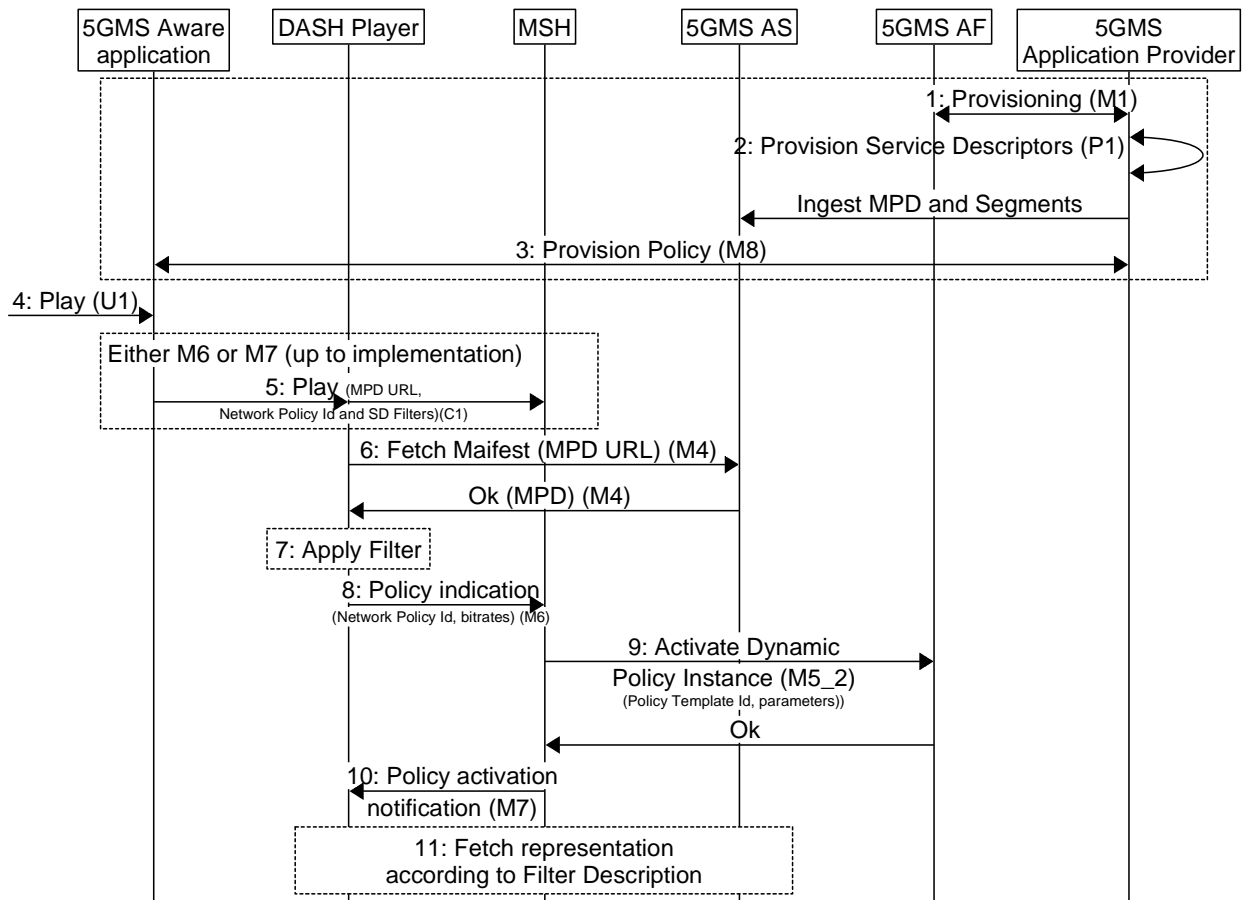 5GMS Aware
application
DASH Player
MSH
5GMS AS
5GMS AF
5GMS
Application Provider
1: Provisioning (M1)
2: Provision Service Descriptors (P1)
Ingest MPD and Segments
3: Provision Policy (M8)
4: Play (U1)
Either M6 or M7 (up to implementation)
5: Play (MPD URL,
Network Policy Id and SD Filters)(C1)
6: Fetch Maifest (MPD URL) (M4)
Ok (MPD) (M4)
7: Apply Filter
8: Policy indication
(Network Policy Id, bitrates) (M6)
9: Activate Dynamic
Policy Instance (M5_2)
(Policy Template Id, parameters))
Ok
10: Policy activation
notification (M7)
11: Fetch representation
according to Filter Description